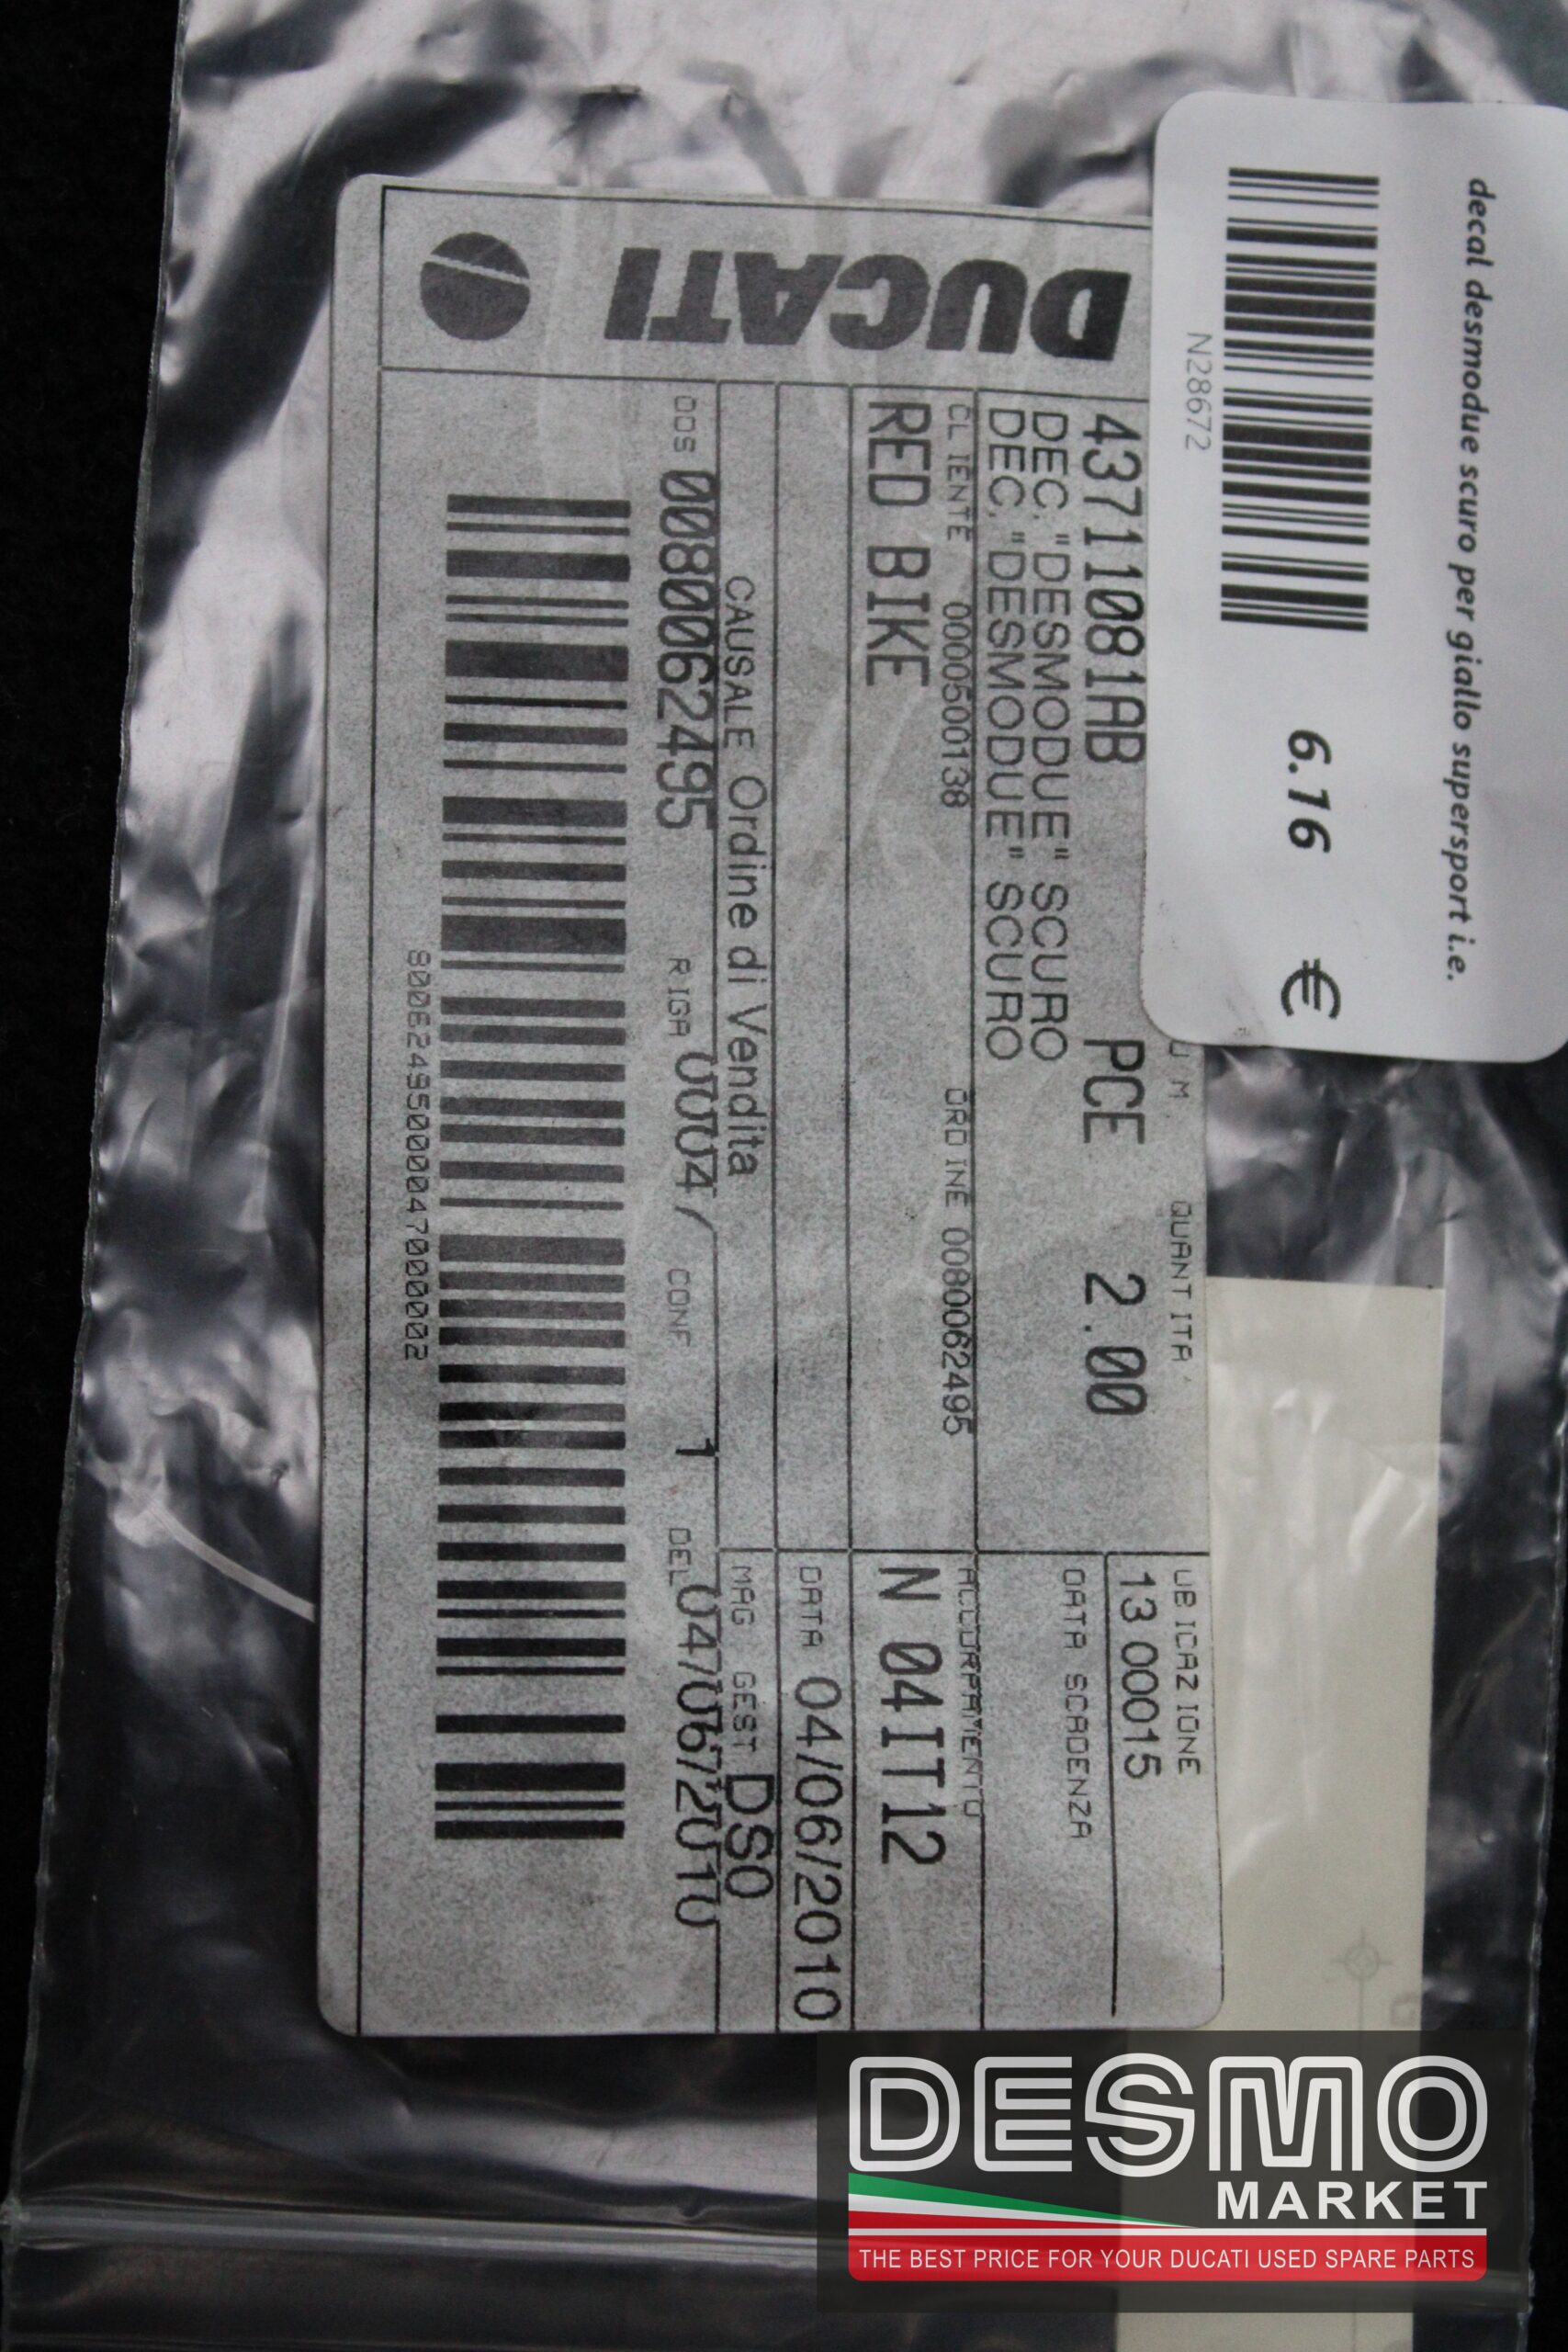 decal desmodue scuro per giallo supersport i.e.
6.16 €
N28672
DUCATI
U M. QUANTITA' UBICAZIONE
43711081AB PCE 2.00 13 00015
DEC. "DESMODUE" SCURO DATA SCADENZA
DEC. "DESMODUE" SCURO
CLIENTE 0000500138 ORDINE 0080062495 ACCORPAMENTO
RED BIKE N 04IT12
DATA 04/06/2010
CAUSALE Ordine di Vendita MAG GEST DS0
DDS 0080062495 RIGA 0004 / CONF 1 DEL 04/06/2010
80062495000047000002
DESMO
MARKET
THE BEST PRICE FOR YOUR DUCATI USED SPARE PARTS